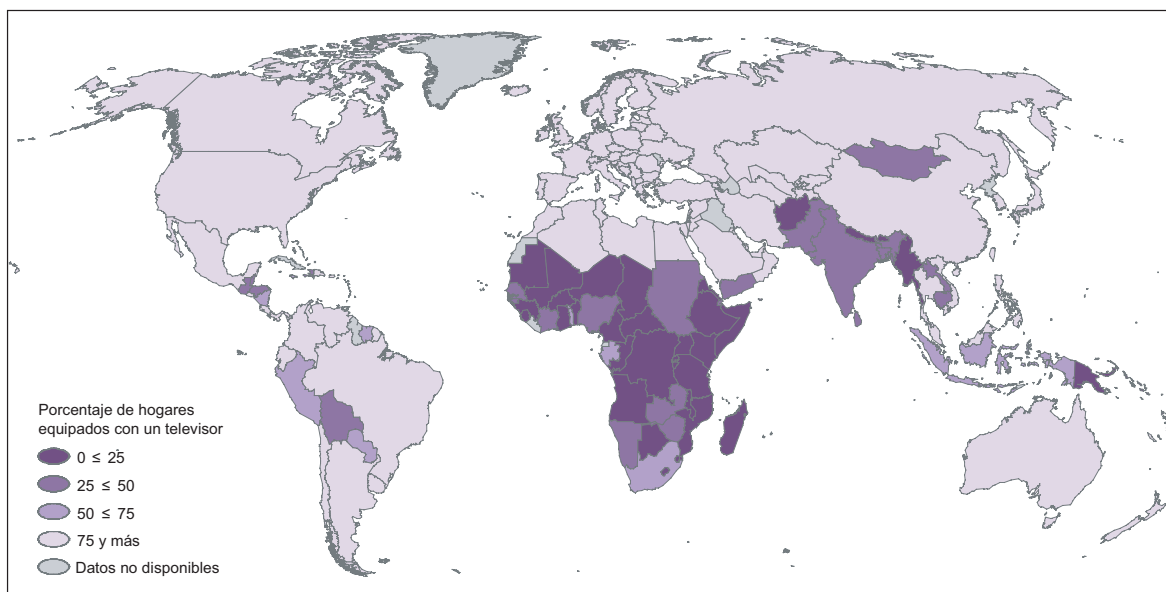 Porcentaje de hogares
equipados con un televisor
0 ≤ 25
25 ≤ 50
50 ≤ 75
75 y más
Datos no disponibles